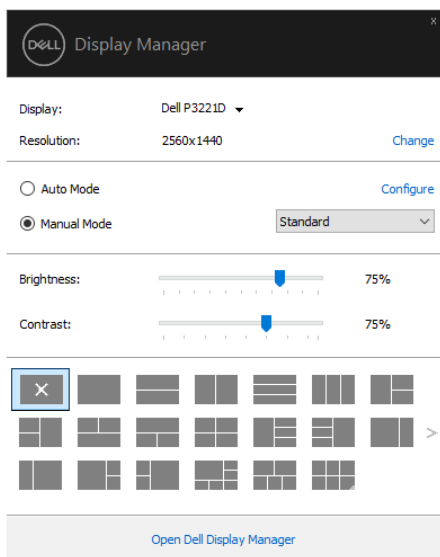 x
DELL Display Manager
Display: Dell P3221D
Resolution: 2560x1440 Change
Auto Mode Configure
Manual Mode Standard
Brightness: 75%
Contrast: 75%
Open Dell Display Manager